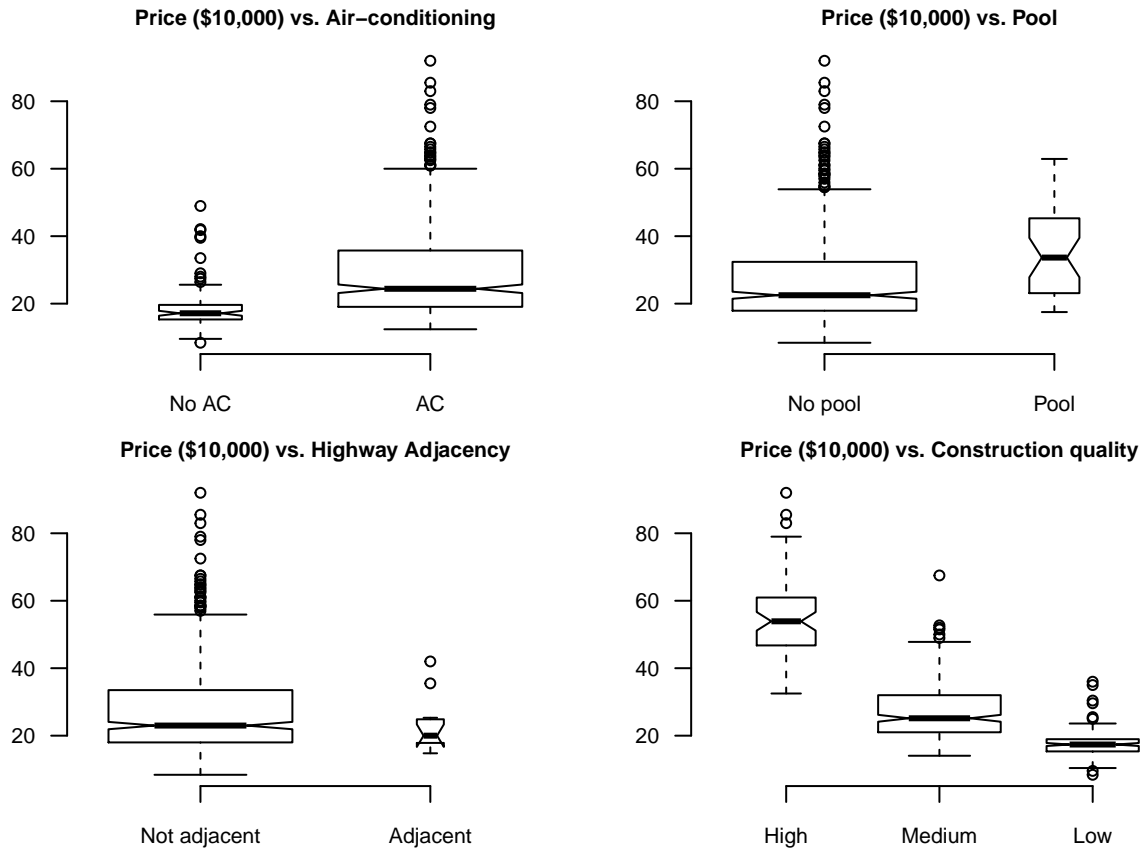 Price ($10,000) vs. Air−conditioning
80
60
40
20
No AC
AC
Price ($10,000) vs. Pool
80
60
40
20
No pool
Pool
Price ($10,000) vs. Highway Adjacency
80
60
40
20
Not adjacent
Adjacent
Price ($10,000) vs. Construction quality
80
60
40
20
High
Medium
Low